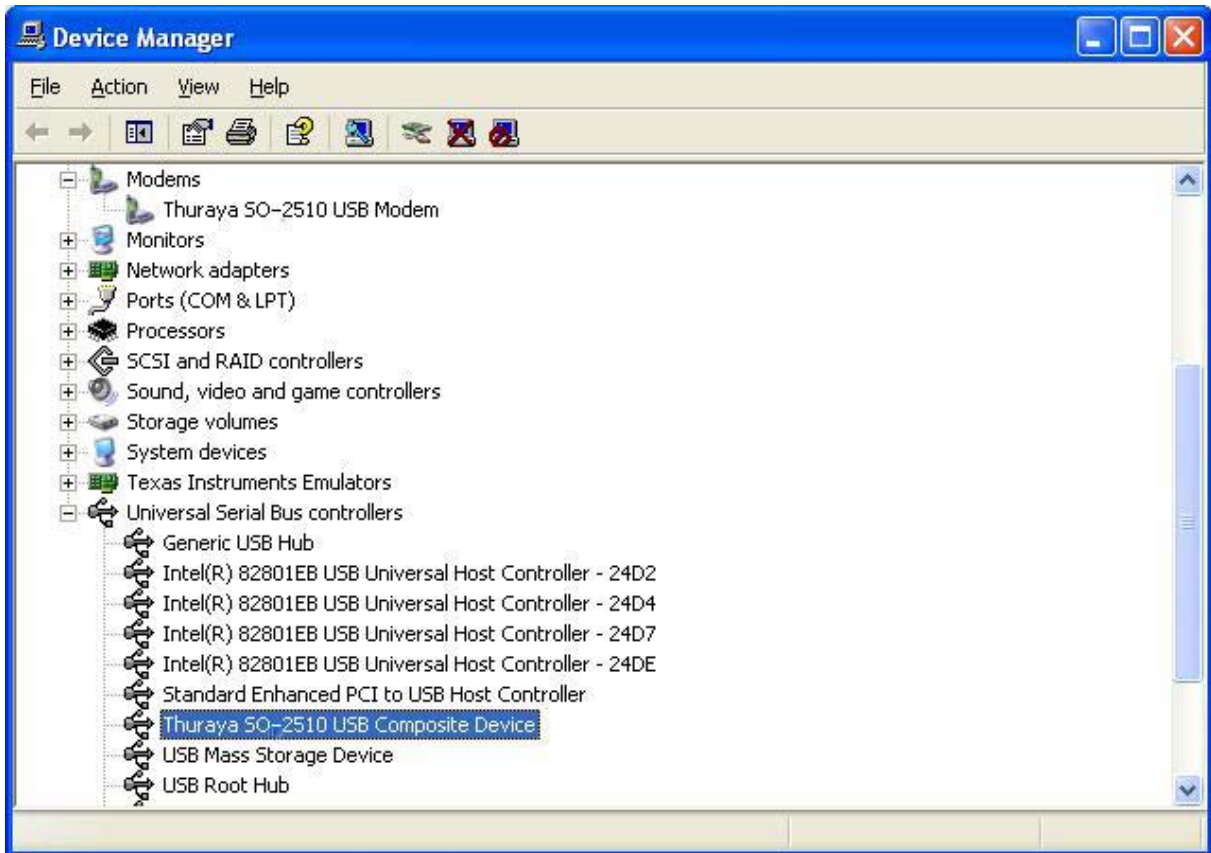 Device Manager
File Action View Help
Modems
Thuraya SO-2510 USB Modem
Monitors
Network adapters
Ports (COM & LPT)
Processors
SCSI and RAID controllers
Sound, video and game controllers
Storage volumes
System devices
Texas Instruments Emulators
Universal Serial Bus controllers
Generic USB Hub
Intel(R) 82801EB USB Universal Host Controller - 24D2
Intel(R) 82801EB USB Universal Host Controller - 24D4
Intel(R) 82801EB USB Universal Host Controller - 24D7
Intel(R) 82801EB USB Universal Host Controller - 24DE
Standard Enhanced PCI to USB Host Controller
Thuraya SO-2510 USB Composite Device
USB Mass Storage Device
USB Root Hub